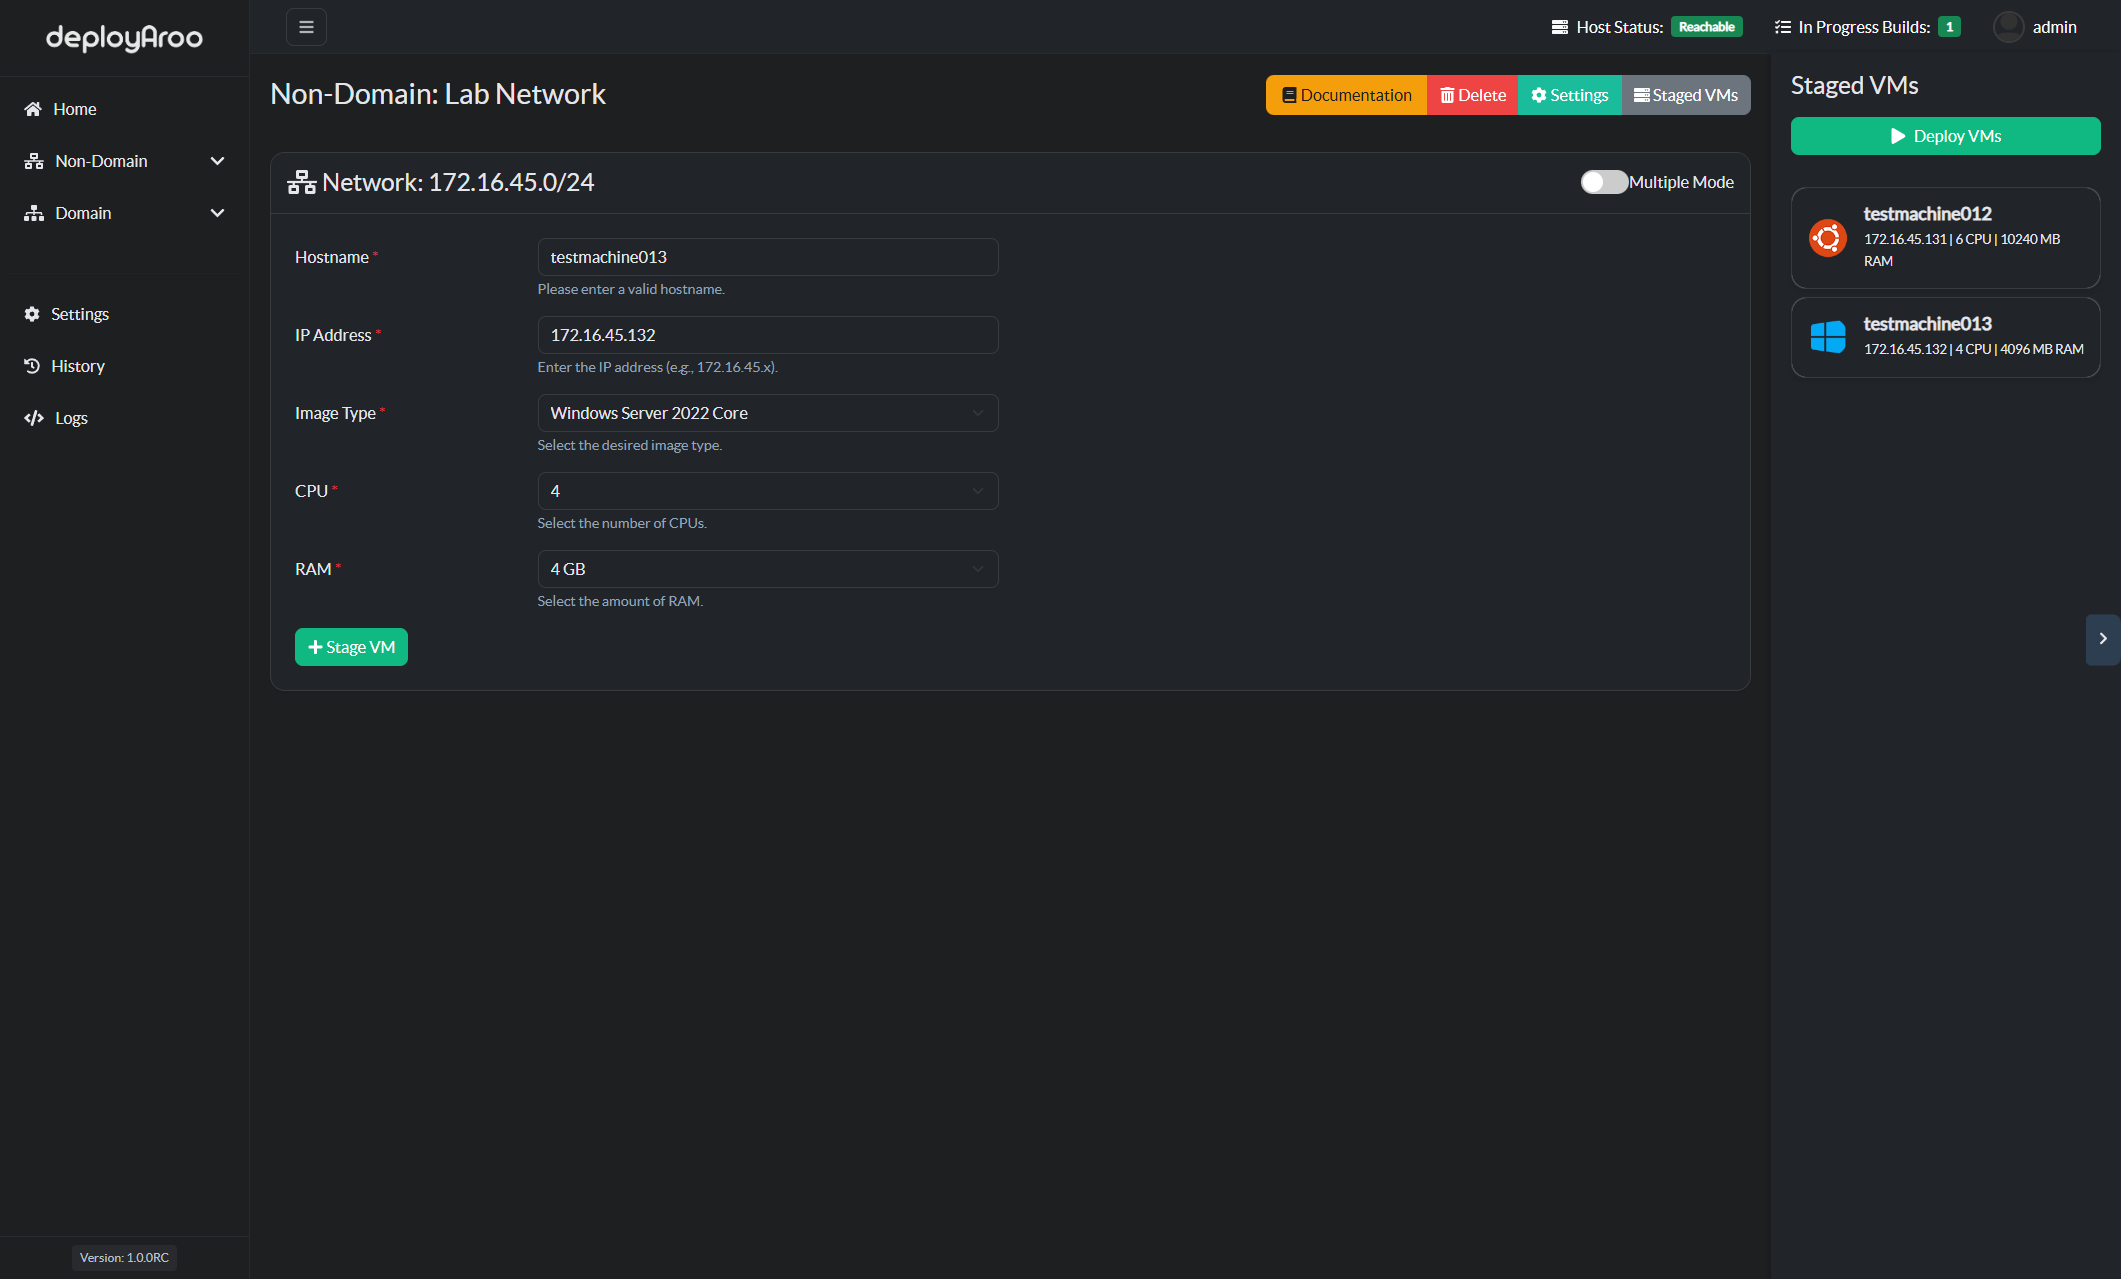 deployAroo
Home
Non-Domain
Domain
Settings
History
Logs
Version: 1.0.0RC
Host Status: Reachable
In Progress Builds: 1
admin
Non-Domain: Lab Network
Documentation
Delete
Settings
Staged VMs
Network: 172.16.45.0/24
Multiple Mode
Hostname *
testmachine013
Please enter a valid hostname.
IP Address *
172.16.45.132
Enter the IP address (e.g., 172.16.45.x).
Image Type *
Windows Server 2022 Core
Select the desired image type.
CPU *
4
Select the number of CPUs.
RAM *
4 GB
Select the amount of RAM.
Stage VM
Staged VMs
Deploy VMs
testmachine012
172.16.45.131 | 6 CPU | 10240 MB
RAM
testmachine013
172.16.45.132 | 4 CPU | 4096 MB RAM